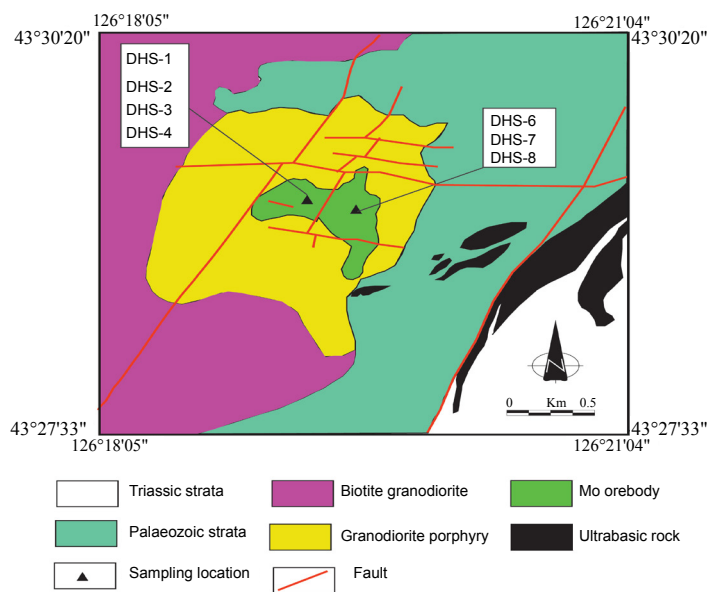 126°18'05"
126°21'04"
43°30'20"
43°30'20"
DHS-1
DHS-2
DHS-3
DHS-4
DHS-6
DHS-7
DHS-8
N
0 Km 0.5
43°27'33"
43°27'33"
126°18'05"
126°21'04"
Triassic strata
Biotite granodiorite
Mo orebody
Palaeozoic strata
Granodiorite porphyry
Ultrabasic rock
Sampling location
Fault